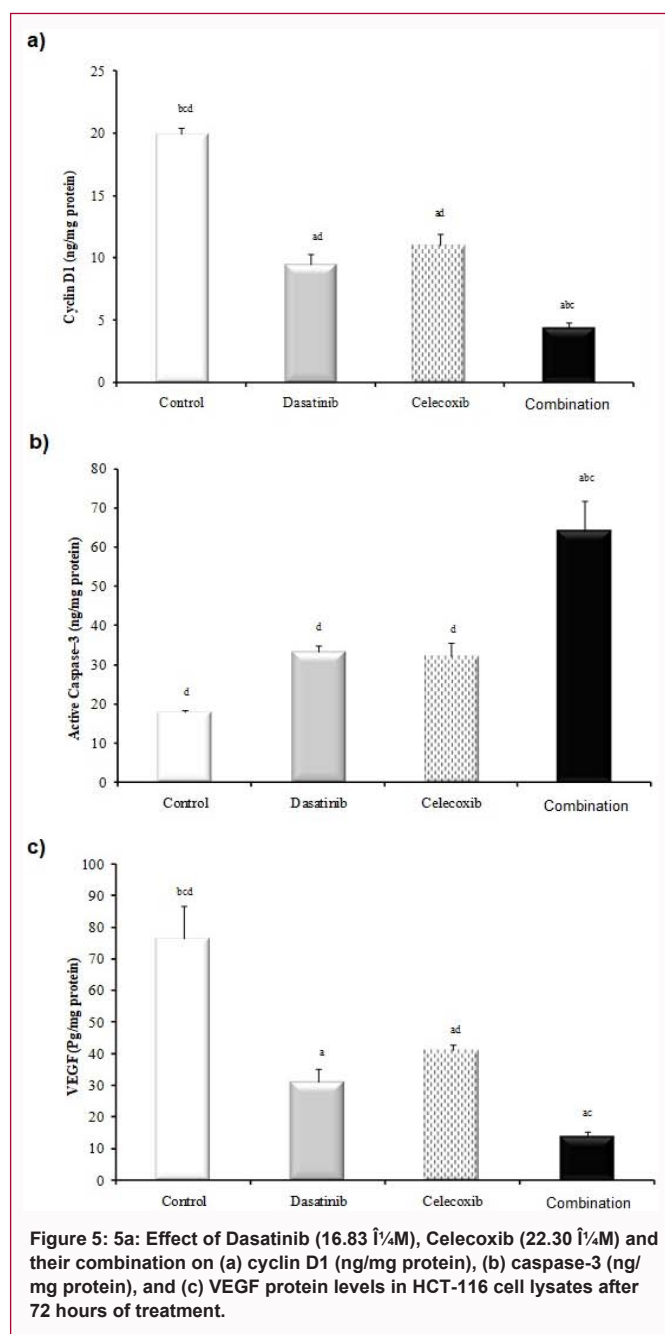 a)
25
20
15
10
5
0
Cyclin D1 (ng/mg protein)
bcd
ad
ad
abc
Control Dasatinib Celecoxib Combination
b)
80
70
60
50
40
30
20
10
0
Active Caspase-3 (ng/mg protein)
d
d
d
abc
Control Dasatinib Celecoxib Combination
c)
100
90
80
70
60
50
40
30
20
10
0
VEGF (Pg/mg protein)
bcd
a
ad
ac
Control Dasatinib Celecoxib Combination
Figure 5: 5a: Effect of Dasatinib (16.83 Î¼M), Celecoxib (22.30 Î¼M) and
their combination on (a) cyclin D1 (ng/mg protein), (b) caspase-3 (ng/
mg protein), and (c) VEGF protein levels in HCT-116 cell lysates after
72 hours of treatment.